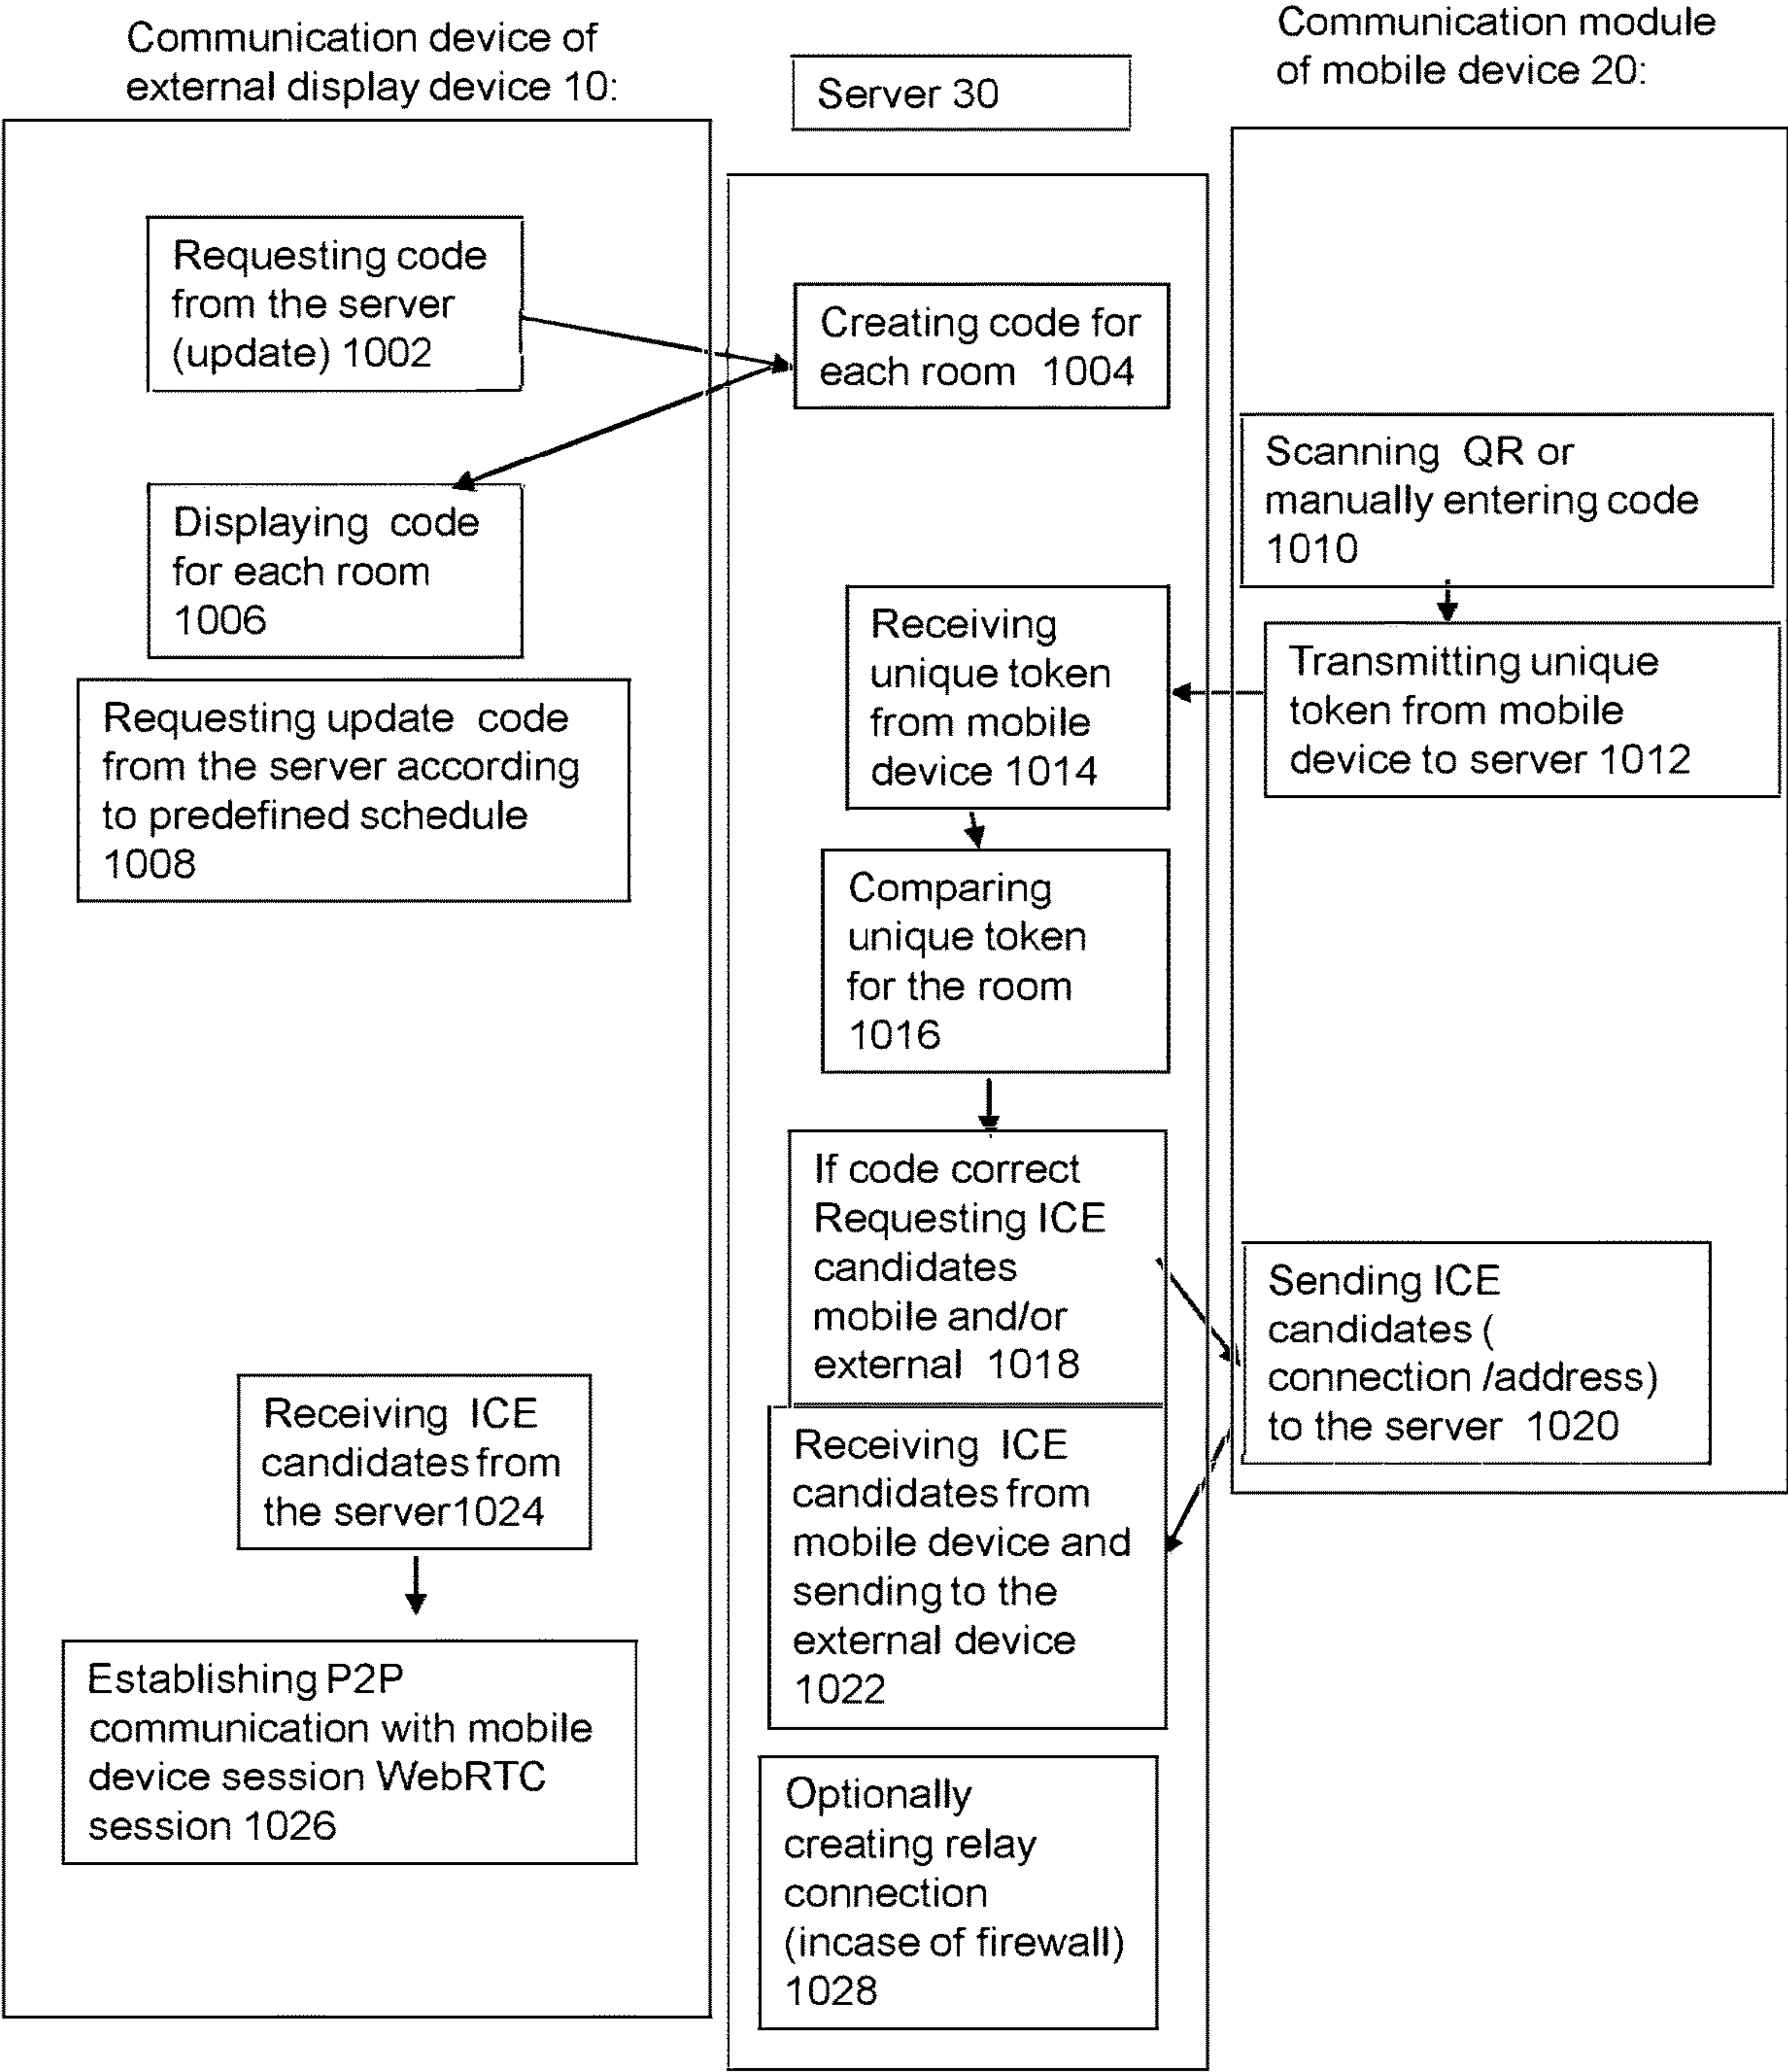 Communication device of
external display device 10:
Server 30
Communication module
of mobile device 20:
Requesting code
from the server
(update) 1002
Displaying code
for each room
1006
Requesting update code
from the server according
to predefined schedule
1008
Receiving ICE
candidates from
the server1024
Establishing P2P
communication with mobile
device session WebRTC
session 1026
Creating code for
each room 1004
Receiving
unique token
from mobile
device 1014
Comparing
unique token
for the room
1016
If code correct
Requesting ICE
candidates
mobile and/or
external 1018
Receiving ICE
candidates from
mobile device and
sending to the
external device
1022
Optionally
creating relay
connection
(incase of firewall)
1028
Scanning QR or
manually entering code
1010
Transmitting unique
token from mobile
device to server 1012
Sending ICE
candidates (
connection /address)
to the server 1020